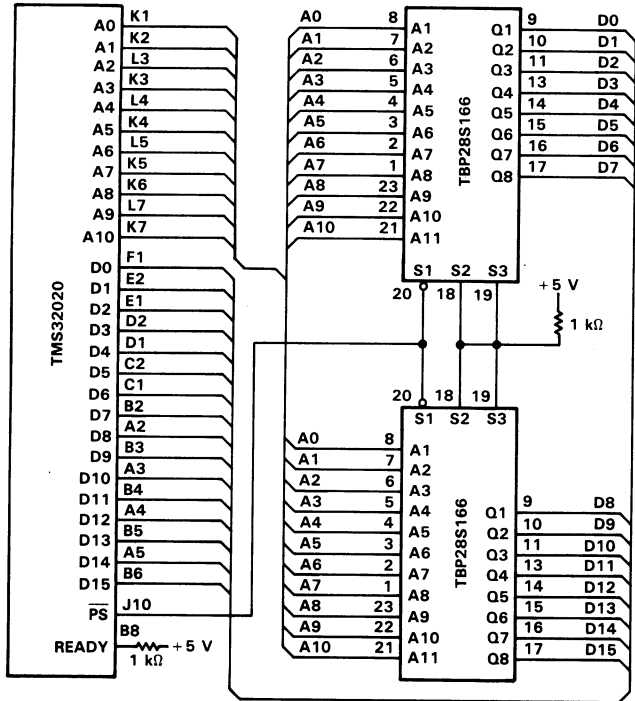 TMS32020
A0 K1
A1 K2
A2 L3
A3 K3
A4 L4
A5 K4
A6 L5
A7 K5
A8 K6
A9 L7
A10 K7
D0 F1
D1 E2
D2 E1
D3 D2
D4 D1
D5 C2
D6 C1
D7 B2
D8 A2
D9 B3
D10 A3
D11 B4
D12 A4
D13 B5
D14 A5
D15 B6
PS J10
READY B8
1 kΩ
+5 V
TBP28S166
A0 8 A1
A1 7 A2
A2 6 A3
A3 5 A4
A4 4 A5
A5 3 A6
A6 2 A7
A7 1 A8
A8 23 A9
A9 22 A10
A10 21 A11
Q1 9 D0
Q2 10 D1
Q3 11 D2
Q4 13 D3
Q5 14 D4
Q6 15 D5
Q7 16 D6
Q8 17 D7
S1 S2 S3
20 18 19
+5 V
1 kΩ
20 18 19
S1 S2 S3
TBP28S166
A0 8 A1
A1 7 A2
A2 6 A3
A3 5 A4
A4 4 A5
A5 3 A6
A6 2 A7
A7 1 A8
A8 23 A9
A9 22 A10
A10 21 A11
Q1 9 D8
Q2 10 D9
Q3 11 D10
Q4 13 D11
Q5 14 D12
Q6 15 D13
Q7 16 D14
Q8 17 D15